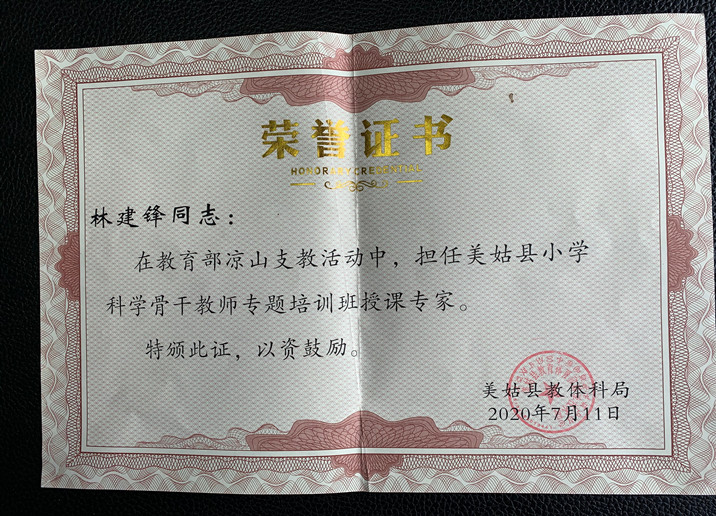 荣誉证书
HONORARY CREDENTIAL
林建锋同志：
在教育部凉山支教活动中，担任美姑县小学
科学骨干教师专题培训班授课专家。
特颁此证，以资鼓励。
美姑县教体科局
2020年7月11日